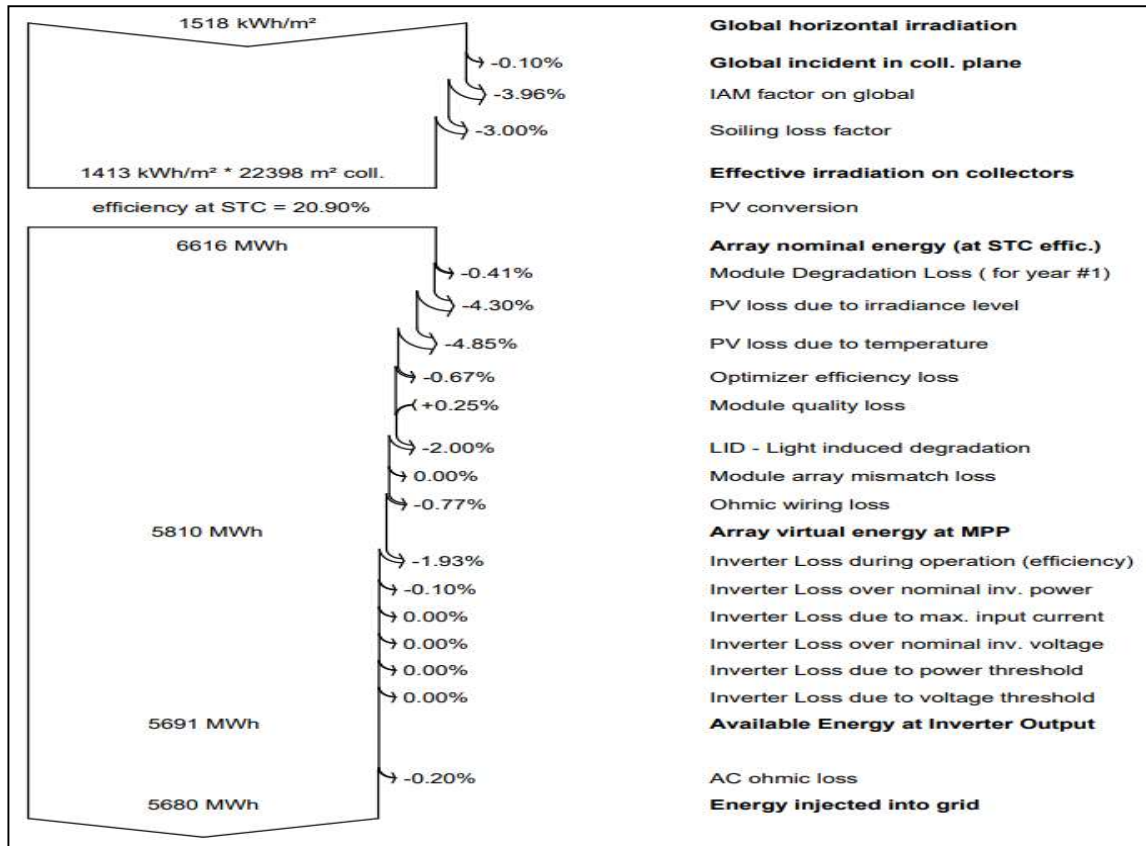 1518 kWh/m² Global horizontal irradiation
-0.10% Global incident in coll. plane
-3.96% IAM factor on global
-3.00% Soiling loss factor
1413 kWh/m² * 22398 m² coll. Effective irradiation on collectors
efficiency at STC = 20.90% PV conversion
6616 MWh Array nominal energy (at STC effic.)
-0.41% Module Degradation Loss ( for year #1)
-4.30% PV loss due to irradiance level
-4.85% PV loss due to temperature
-0.67% Optimizer efficiency loss
+0.25% Module quality loss
-2.00% LID - Light induced degradation
0.00% Module array mismatch loss
-0.77% Ohmic wiring loss
5810 MWh Array virtual energy at MPP
-1.93% Inverter Loss during operation (efficiency)
-0.10% Inverter Loss over nominal inv. power
0.00% Inverter Loss due to max. input current
0.00% Inverter Loss over nominal inv. voltage
0.00% Inverter Loss due to power threshold
0.00% Inverter Loss due to voltage threshold
5691 MWh Available Energy at Inverter Output
-0.20% AC ohmic loss
5680 MWh Energy injected into grid